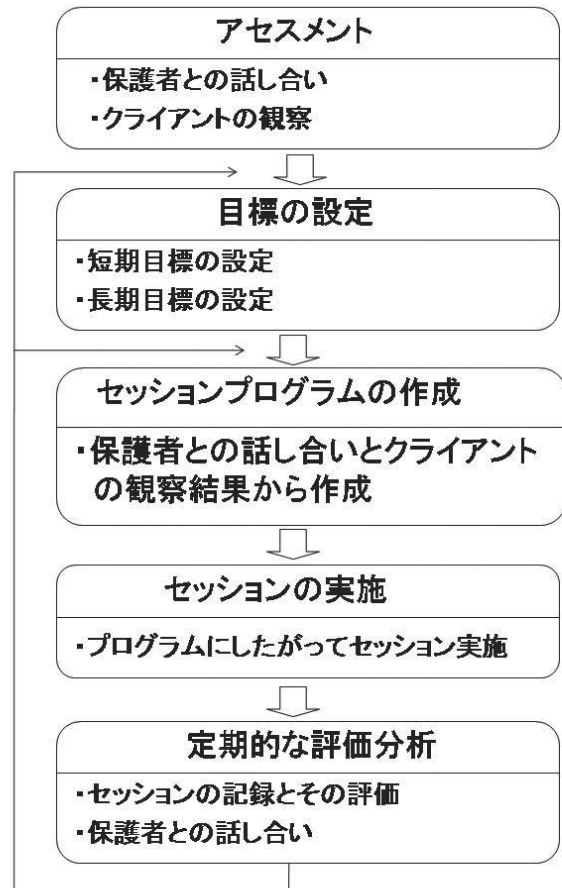 アセスメント
・保護者との話し合い
・クライアントの観察
目標の設定
・短期目標の設定
・長期目標の設定
セッションプログラムの作成
・保護者との話し合いとクライアント
の観察結果から作成
セッションの実施
・プログラムにしたがってセッション実施
定期的な評価分析
・セッションの記録とその評価
・保護者との話し合い